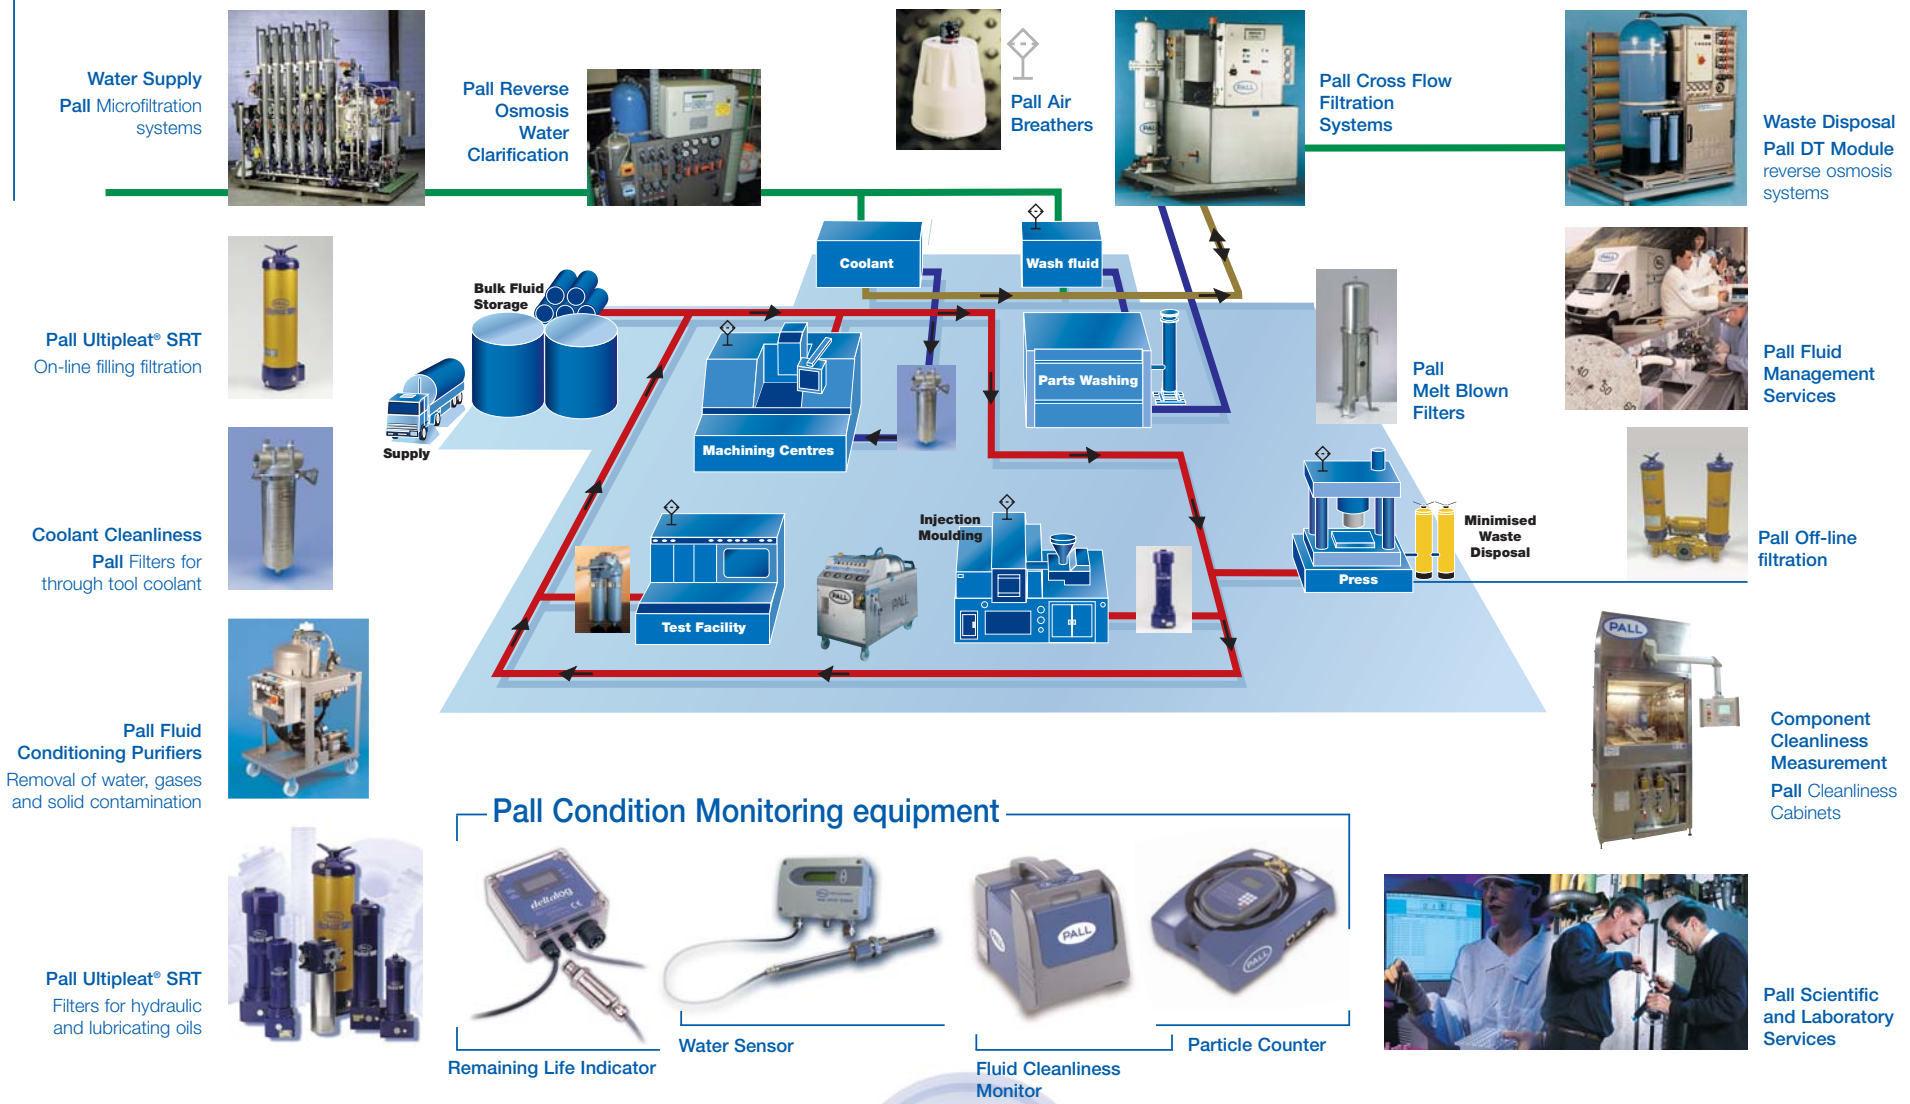 Water Supply
Pall Microfiltration
systems
Pall Reverse
Osmosis
Water
Clarification
Pall Air
Breathers
Pall Cross Flow
Filtration
Systems
Waste Disposal
Pall DT Module
reverse osmosis
systems
Pall Ultipleat® SRT
On-line filling filtration
Coolant Cleanliness
Pall Filters for
through tool coolant
Pall Fluid
Conditioning Purifiers
Removal of water, gases
and solid contamination
Pall Ultipleat® SRT
Filters for hydraulic
and lubricating oils
Bulk Fluid
Storage
Supply
Coolant
Wash fluid
Machining Centres
Parts Washing
Test Facility
PALL
PALL
Injection
Moulding
Press
Minimised
Waste
Disposal
Pall
Melt Blown
Filters
Pall Fluid
Management
Services
Pall Off-line
filtration
PALL
Component
Cleanliness
Measurement
Pall Cleanliness
Cabinets
Pall Scientific
and Laboratory
Services
Pall Condition Monitoring equipment
deltalog
PALL
PALL
Remaining Life Indicator
Water Sensor
Fluid Cleanliness
Monitor
Particle Counter